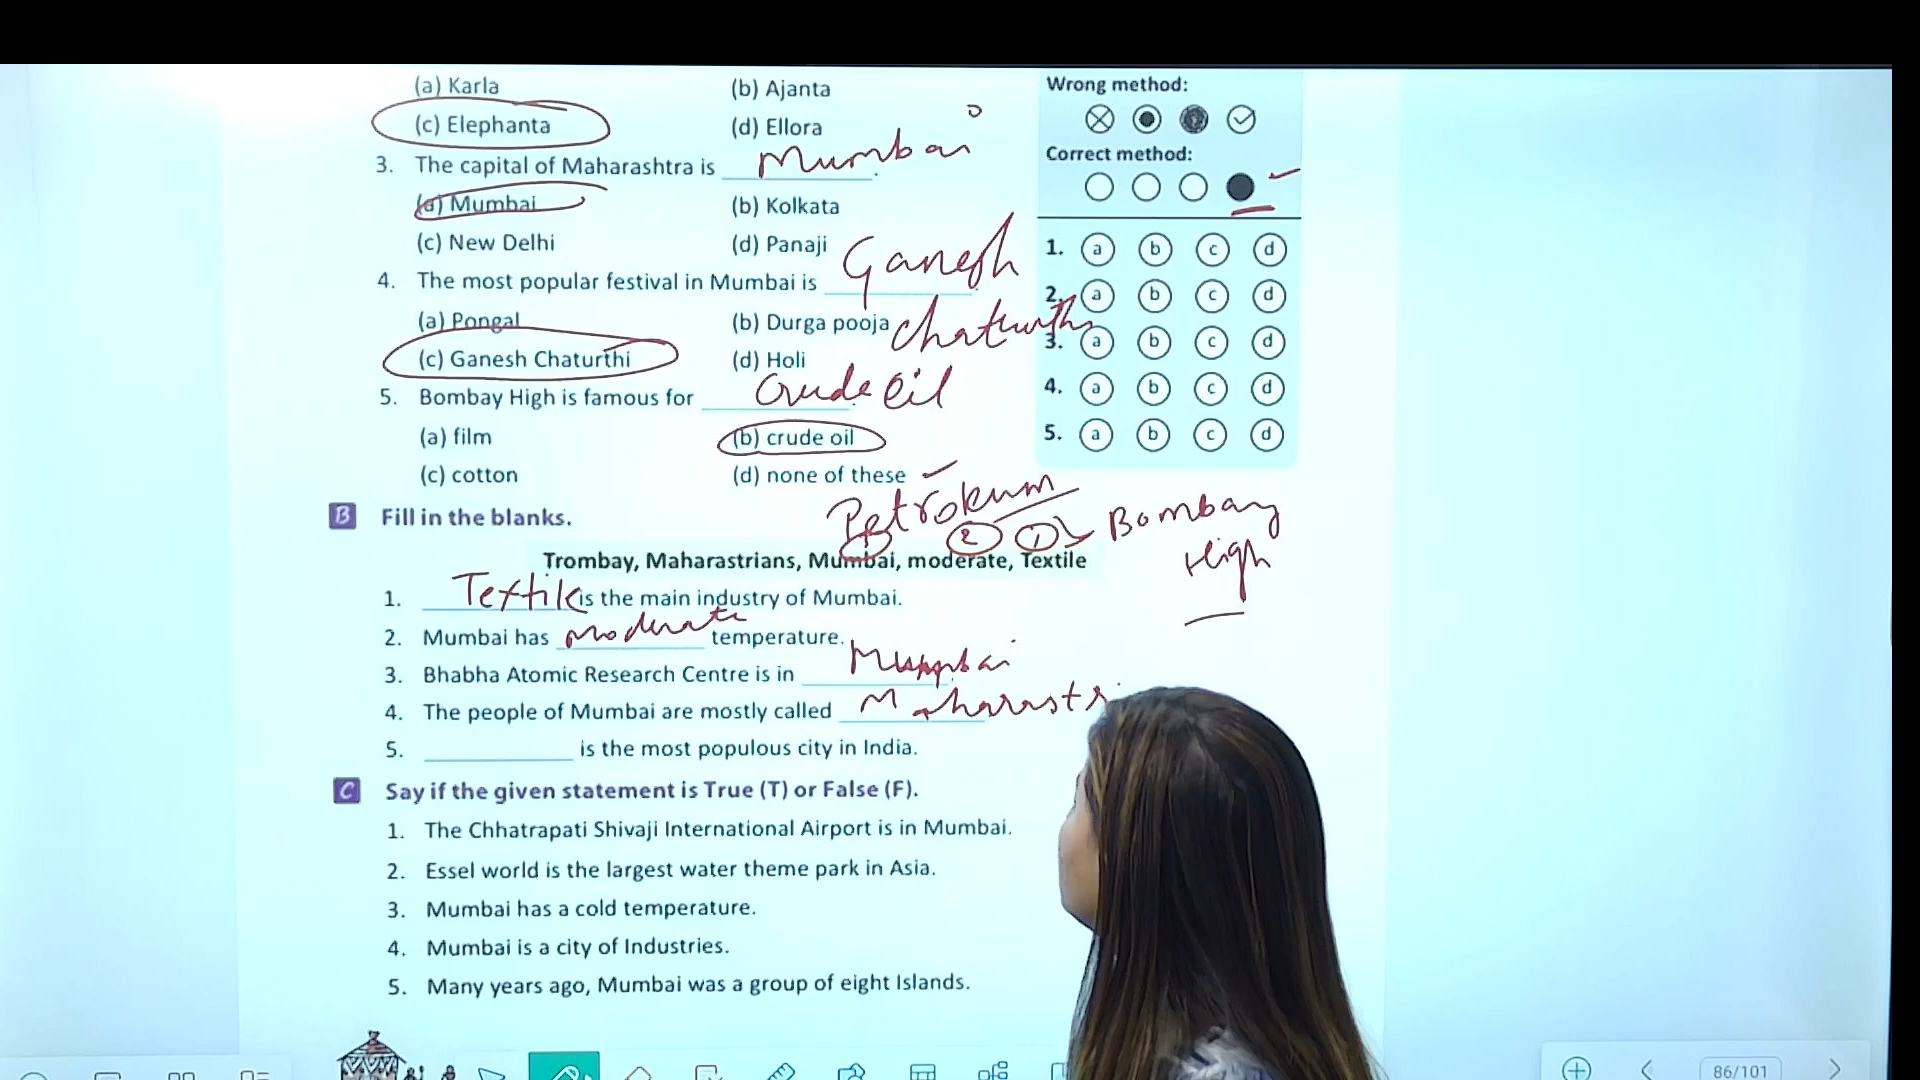 (a) Karla (b) Ajanta
(c) Elephanta (d) Ellora
3. The capital of Maharashtra is Mumbai.
(a) Mumbai (b) Kolkata
(c) New Delhi (d) Panaji
4. The most popular festival in Mumbai is Ganesh
(a) Pongal (b) Durga pooja Chaturthi
(c) Ganesh Chaturthi (d) Holi
5. Bombay High is famous for Crude Oil.
(a) film (b) crude oil
(c) cotton (d) none of these
Wrong method:
Correct method:
1. a b c d
2. a b c d
3. a b c d
4. a b c d
5. a b c d
2 1 Bombay
High
B Fill in the blanks.
Trombay, Maharastrians, Mumbai, moderate, Textile
1. Textile is the main industry of Mumbai.
2. Mumbai has moderate temperature.
3. Bhabha Atomic Research Centre is in Mumbai
4. The people of Mumbai are mostly called Maharastr
5. is the most populous city in India.
C Say if the given statement is True (T) or False (F).
1. The Chhatrapati Shivaji International Airport is in Mumbai.
2. Essel world is the largest water theme park in Asia.
3. Mumbai has a cold temperature.
4. Mumbai is a city of Industries.
5. Many years ago, Mumbai was a group of eight Islands.
86/101